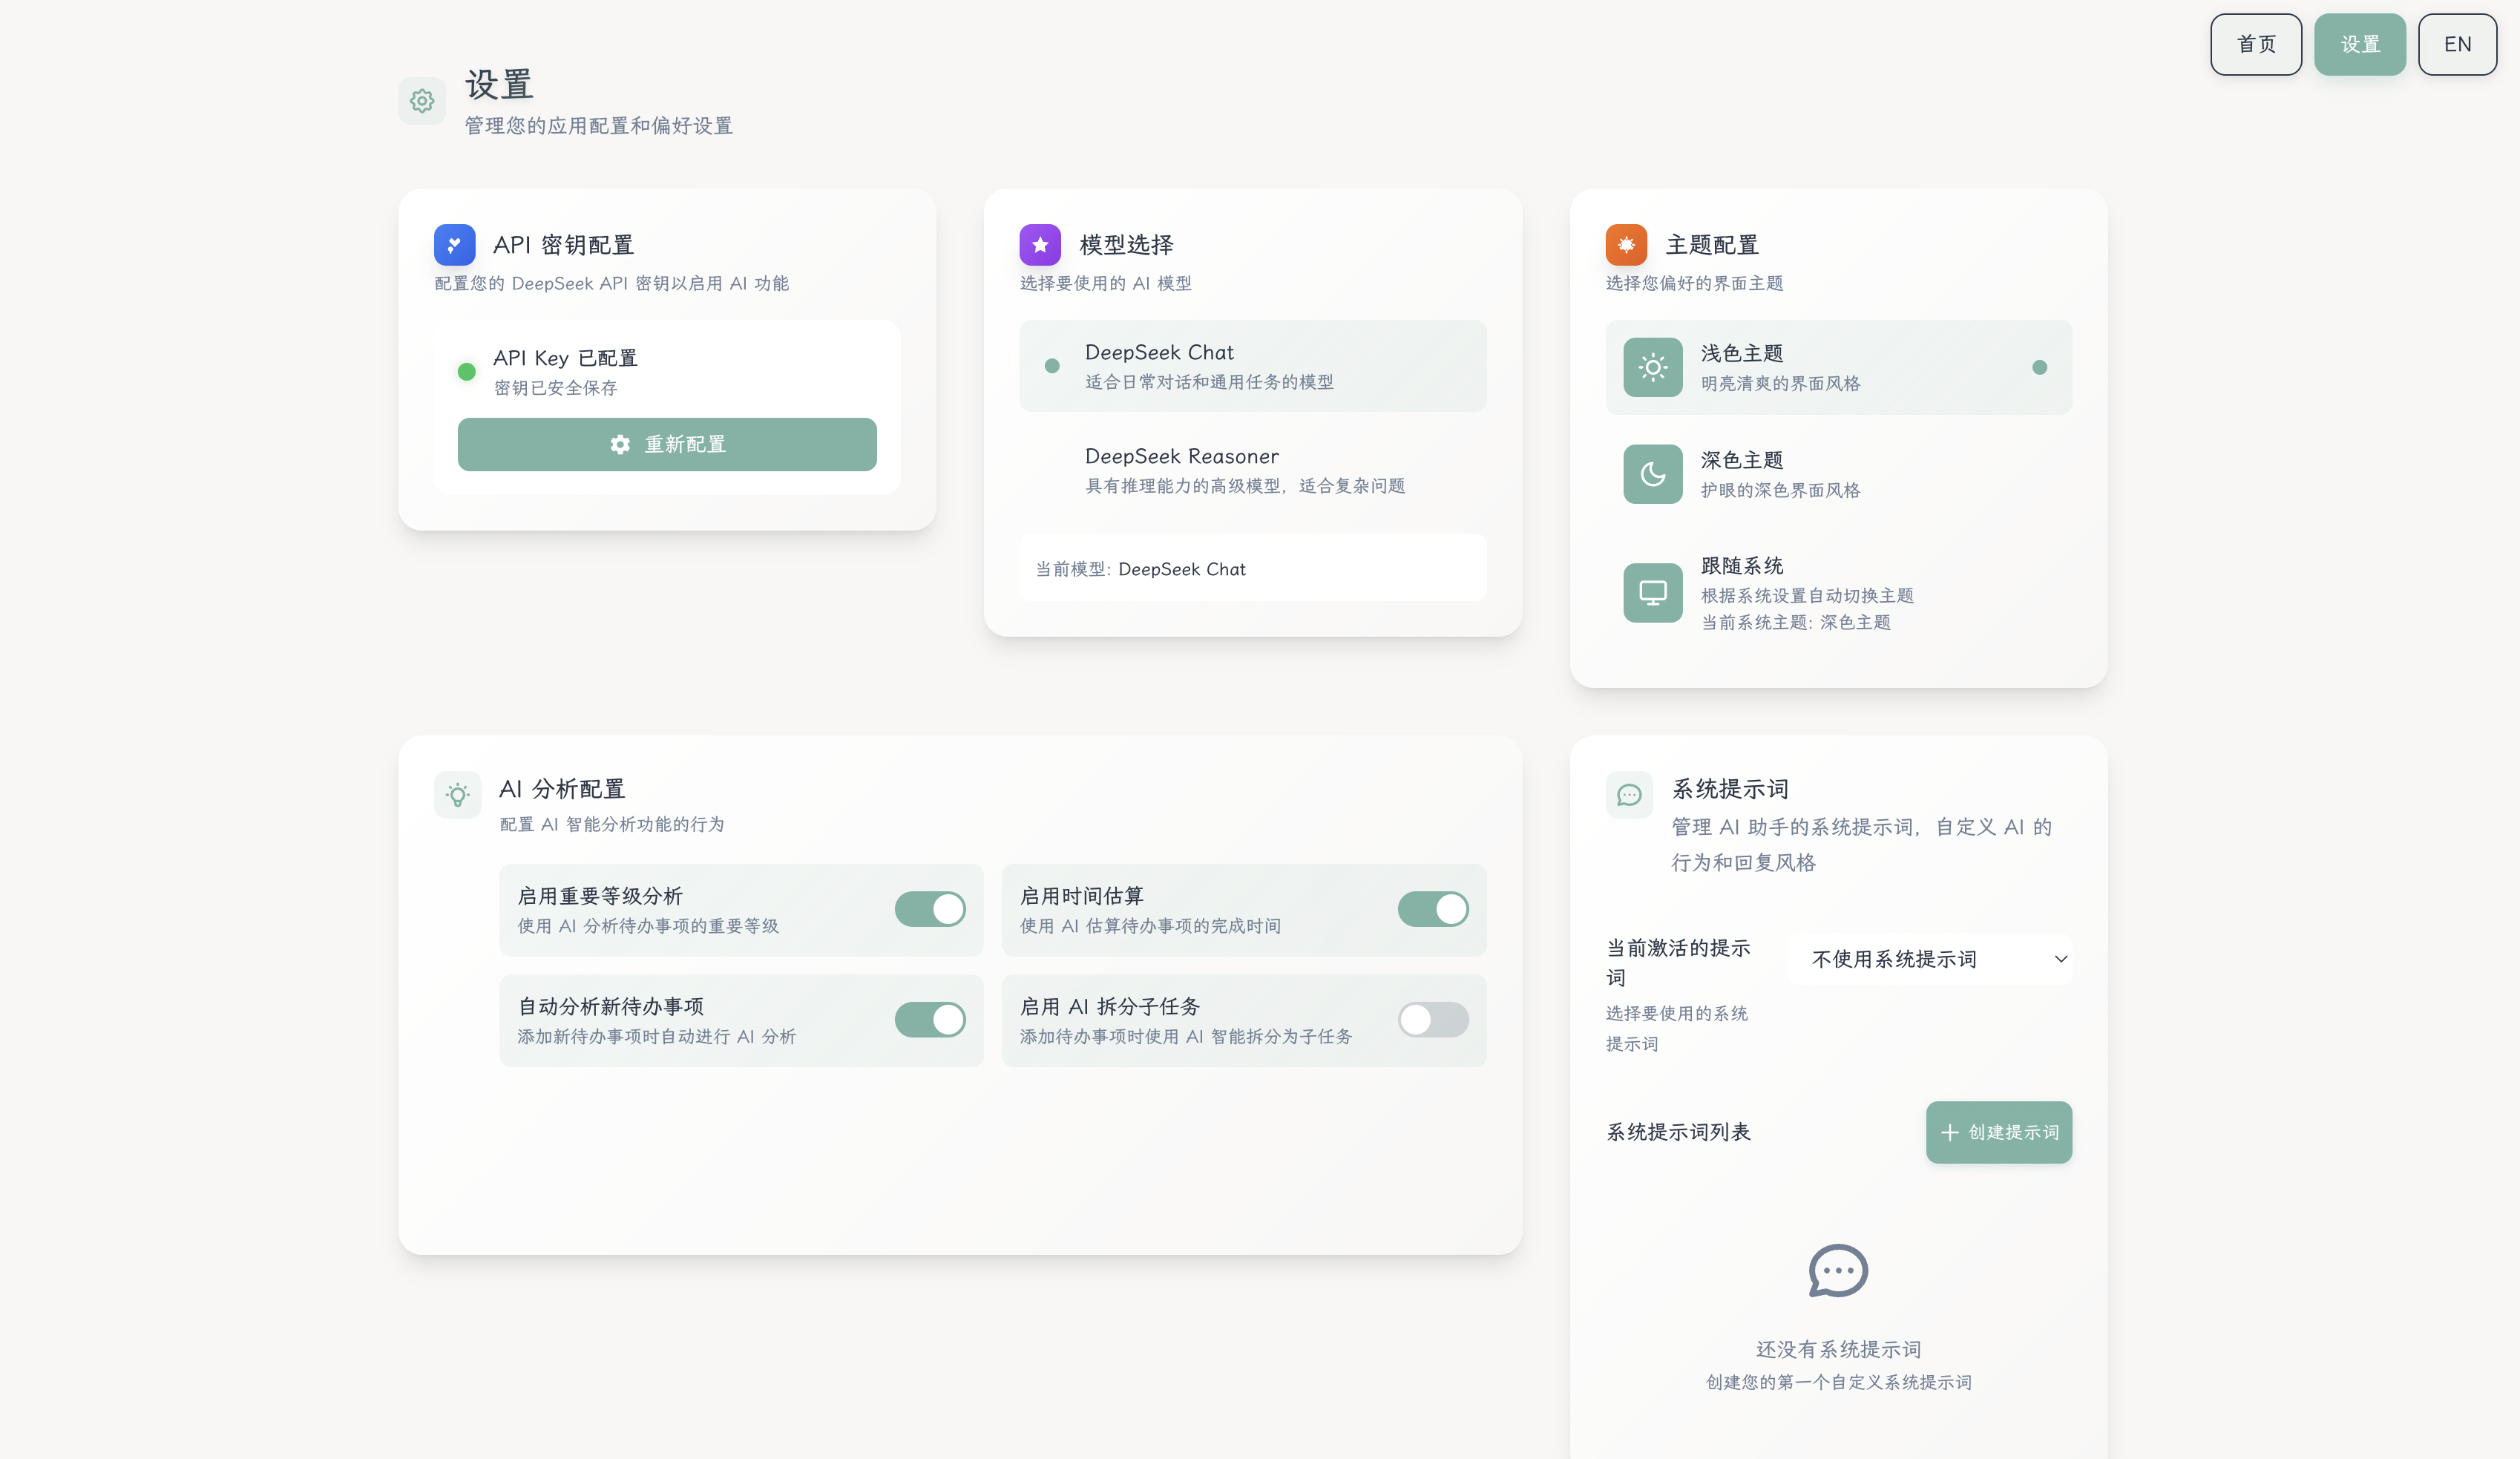 首页
设置
EN
设置
管理您的应用配置和偏好设置
API 密钥配置
配置您的 DeepSeek API 密钥以启用 AI 功能
API Key 已配置
密钥已安全保存
重新配置
模型选择
选择要使用的 AI 模型
DeepSeek Chat
适合日常对话和通用任务的模型
DeepSeek Reasoner
具有推理能力的高级模型，适合复杂问题
当前模型: DeepSeek Chat
主题配置
选择您偏好的界面主题
浅色主题
明亮清爽的界面风格
深色主题
护眼的深色界面风格
跟随系统
根据系统设置自动切换主题
当前系统主题: 深色主题
AI 分析配置
配置 AI 智能分析功能的行为
启用重要等级分析
使用 AI 分析待办事项的重要等级
启用时间估算
使用 AI 估算待办事项的完成时间
自动分析新待办事项
添加新待办事项时自动进行 AI 分析
启用 AI 拆分子任务
添加待办事项时使用 AI 智能拆分为子任务
系统提示词
管理 AI 助手的系统提示词，自定义 AI 的
行为和回复风格
当前激活的提示
词
选择要使用的系统
提示词
不使用系统提示词
系统提示词列表
创建提示词
还没有系统提示词
创建您的第一个自定义系统提示词